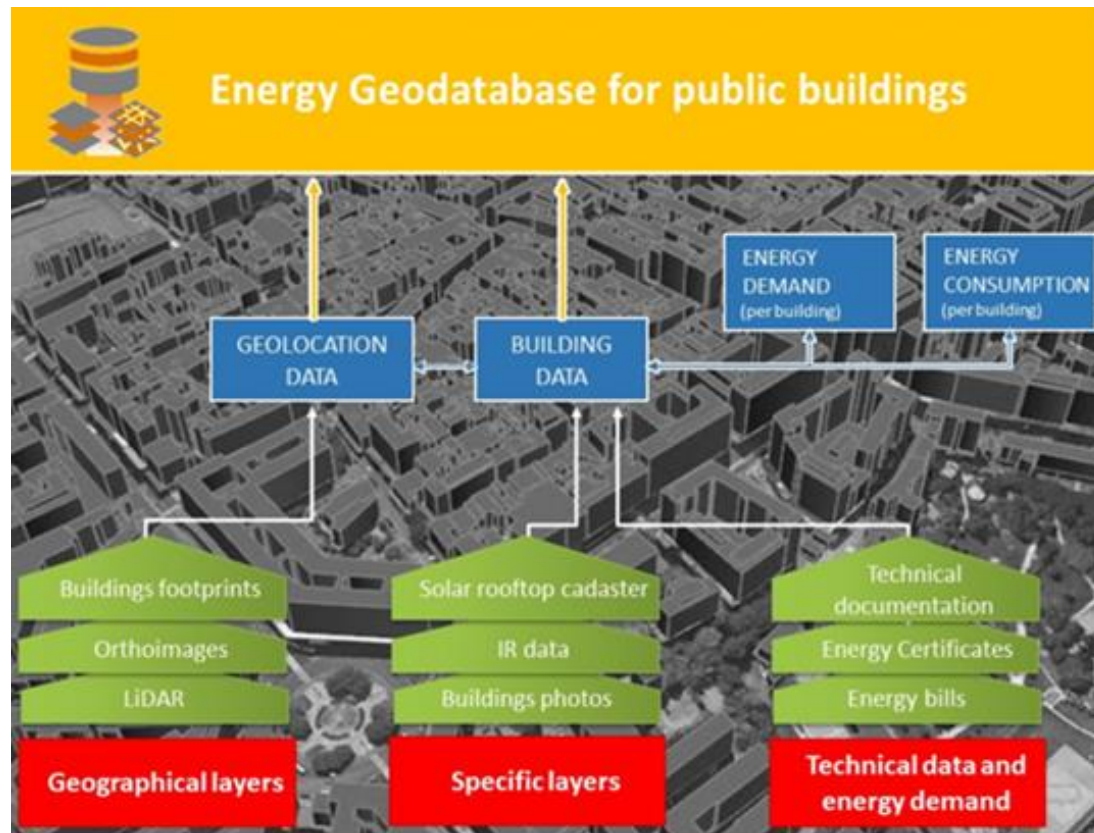 Energy Geodatabase for public buildings
ENERGY
DEMAND
(per building)
ENERGY
CONSUMPTION
(per building)
GEOLOCATION
DATA
BUILDING
DATA
Buildings footprints
Orthoimages
LiDAR
Geographical layers
Solar rooftop cadaster
IR data
Buildings photos
Specific layers
Technical
documentation
Energy Certificates
Energy bills
Technical data and
energy demand